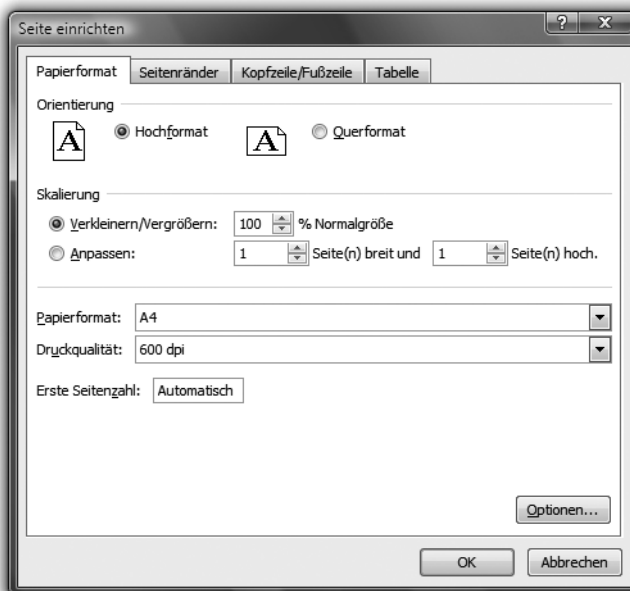 Seite einrichten
Papierformat Seitenränder Kopfzeile/Fußzeile Tabelle
Orientierung
A Hochformat A Querformat
Skalierung
Verkleinern/Vergrößern: 100 % Normalgröße
Anpassen: 1 Seite(n) breit und 1 Seite(n) hoch.
Papierformat: A4
Druckqualität: 600 dpi
Erste Seitenzahl: Automatisch
Optionen...
OK Abbrechen